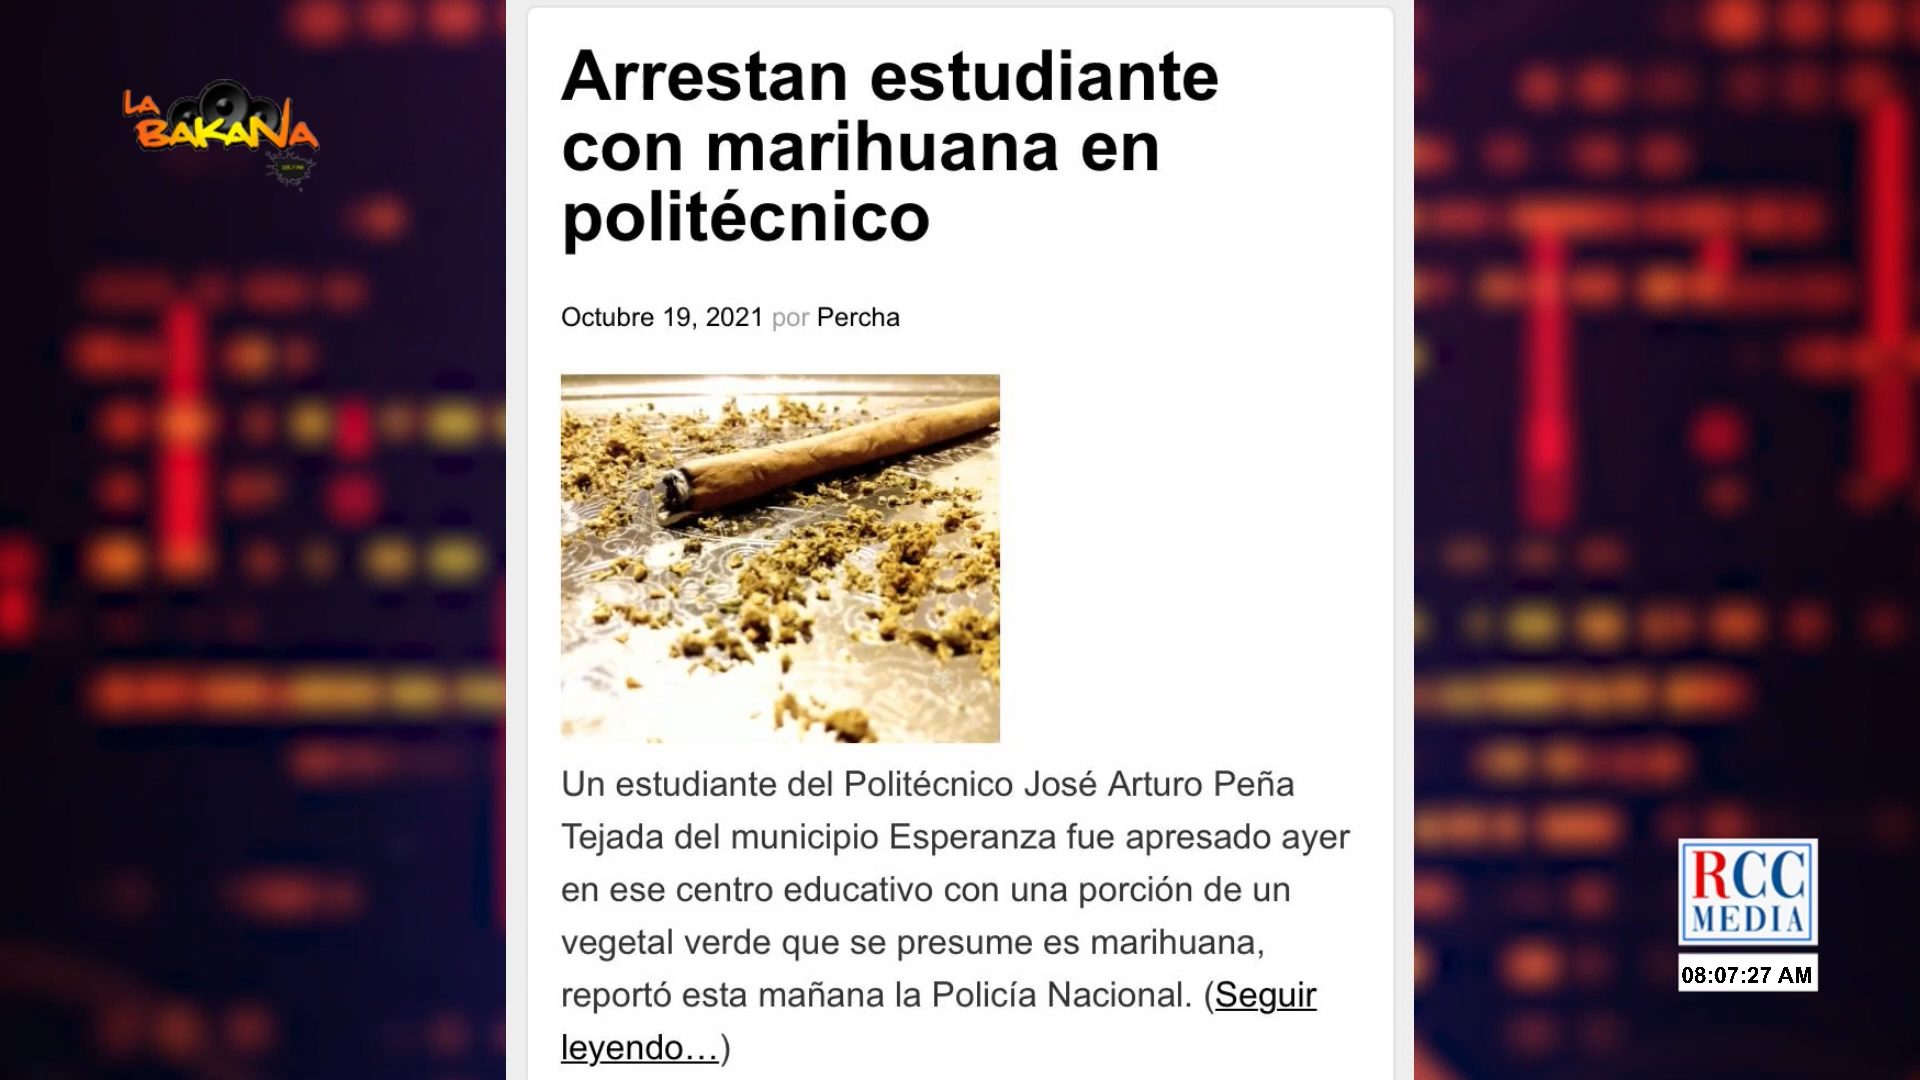 LA
BAKANA
Arrestan estudiante
con marihuana en
politécnico
Octubre 19, 2021 por Percha
Un estudiante del Politécnico José Arturo Peña
Tejada del municipio Esperanza fue apresado ayer
en ese centro educativo con una porción de un
vegetal verde que se presume es marihuana,
reportó esta mañana la Policía Nacional. (Seguir
leyendo…)
RCC
MEDIA
08:07:27 AM